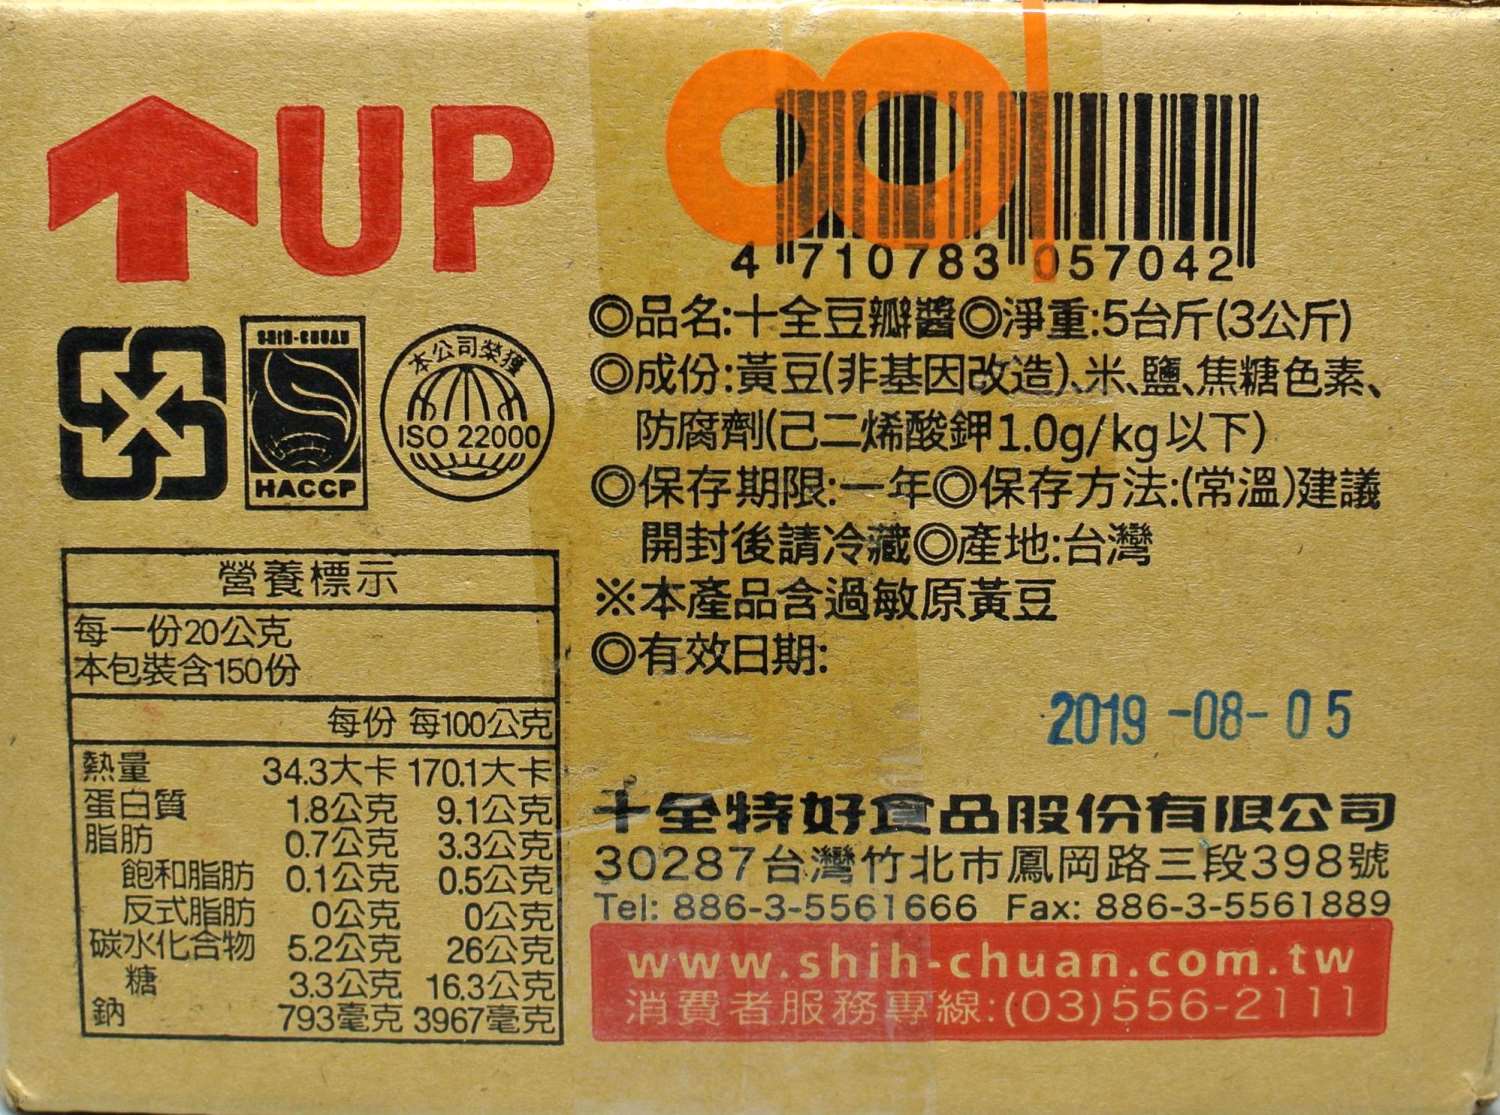 UP
4 710783 057042
◎品名:十全豆瓣醬◎淨重:5台斤(3公斤)
◎成份:黃豆(非基因改造)、米、鹽、焦糖色素、
防腐劑(己二烯酸鉀1.0g/kg以下)
◎保存期限:一年◎保存方法:(常溫)建議
開封後請冷藏◎產地:台灣
※本產品含過敏原黃豆
◎有效日期:
2019-08-05
SHIH-CHUAN
HACCP
本公司榮獲
ISO 22000
營養標示
每一份20公克
本包裝含150份
每份 每100公克
熱量 34.3大卡 170.1大卡
蛋白質 1.8公克 9.1公克
脂肪 0.7公克 3.3公克
飽和脂肪 0.1公克 0.5公克
反式脂肪 0公克 0公克
碳水化合物 5.2公克 26公克
糖 3.3公克 16.3公克
鈉 793毫克 3967毫克
十全特好食品股份有限公司
30287台灣竹北市鳳岡路三段398號
Tel: 886-3-5561666 Fax: 886-3-5561889
www.shih-chuan.com.tw
消費者服務專線:(03)556-2111